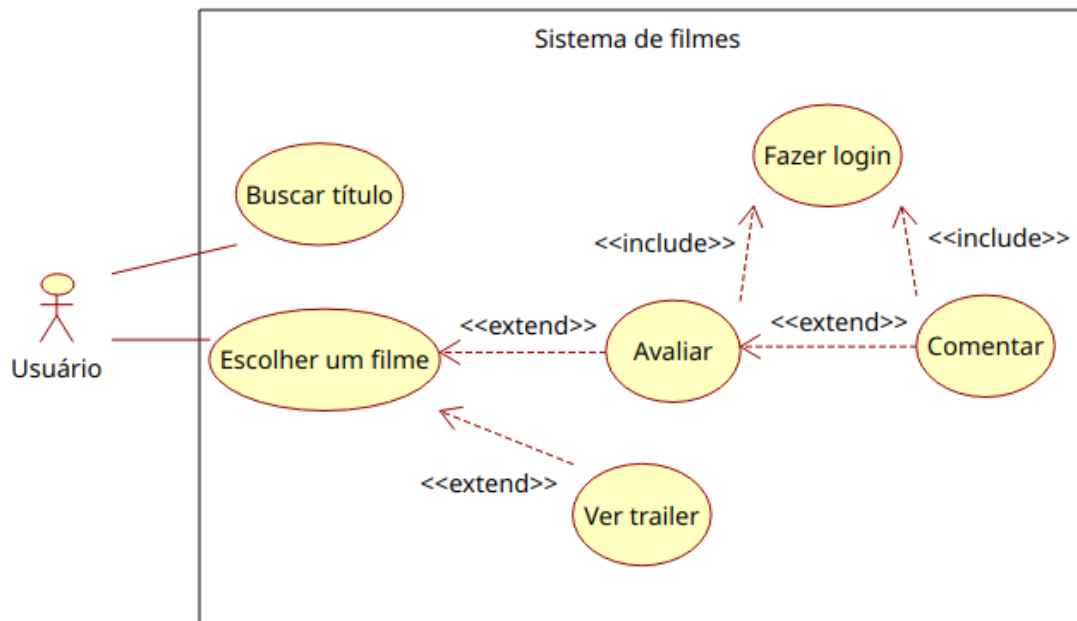 Sistema de filmes
Fazer login
Buscar título
<<include>>
<<include>>
Usuário
Escolher um filme
<<extend>>
Avaliar
<<extend>>
Comentar
<<extend>>
Ver trailer